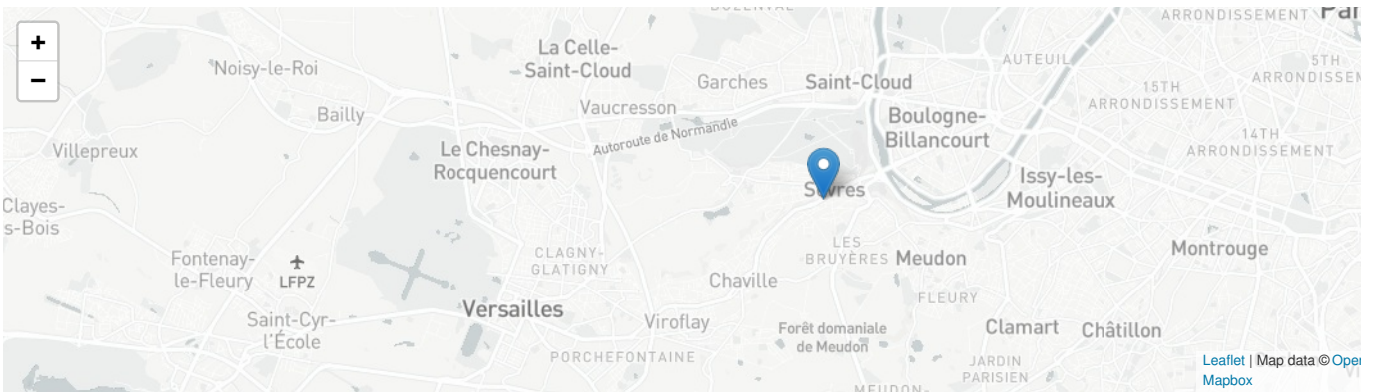 +
−
ARRONDISSEMENT
La Celle-
Saint-Cloud
Noisy-le-Roi
AUTEUIL
5TH
Garches
Saint-Cloud
15TH
ARRONDISSEMENT
Bailly
Vaucresson
Boulogne-
Billancourt
Autoroute de Normandie
14TH
ARRONDISSEMENT
Villepreux
Le Chesnay-
Rocquencourt
Issy-les-
Moulineaux
Clayes-
s-Bois
LES
BRUYÈRES
Meudon
Montrouge
CLAGNY-
GLATIGNY
Fontenay-
le-Fleury
LFPZ
Chaville
FLEURY
Versailles
Saint-Cyr-
l'École
Viroflay
Forêt domaniale
de Meudon
Clamart
Châtillon
PORCHEFONTAINE
JARDIN
PARISIEN
Leaflet | Map data © Open
Mapbox